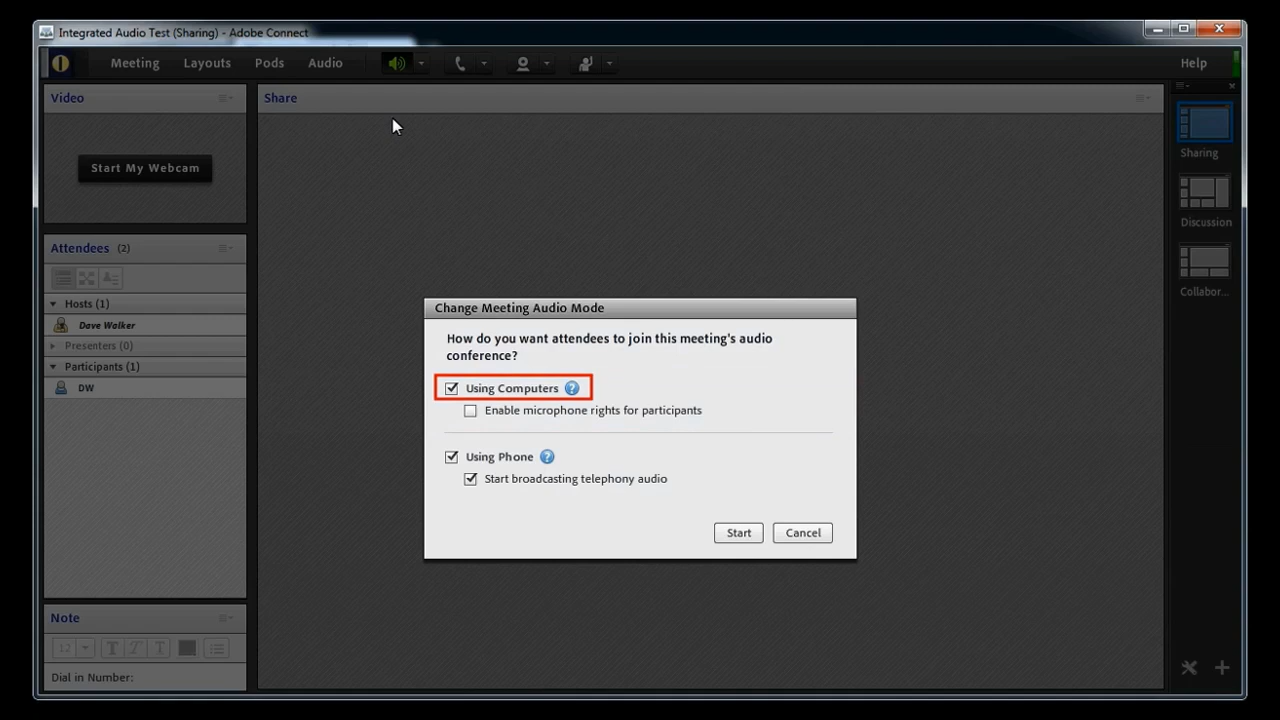 Integrated Audio Test (Sharing) - Adobe Connect
Meeting Layouts Pods Audio Help
Video
Start My Webcam
Share
Sharing
Discussion
Collabor...
Attendees (2)
Hosts (1)
Dave Walker
Presenters (0)
Participants (1)
DW
Change Meeting Audio Mode
How do you want attendees to join this meeting's audio
conference?
Using Computers ?
Enable microphone rights for participants
Using Phone ?
Start broadcasting telephony audio
Start Cancel
Note
12 T T T
Dial in Number: